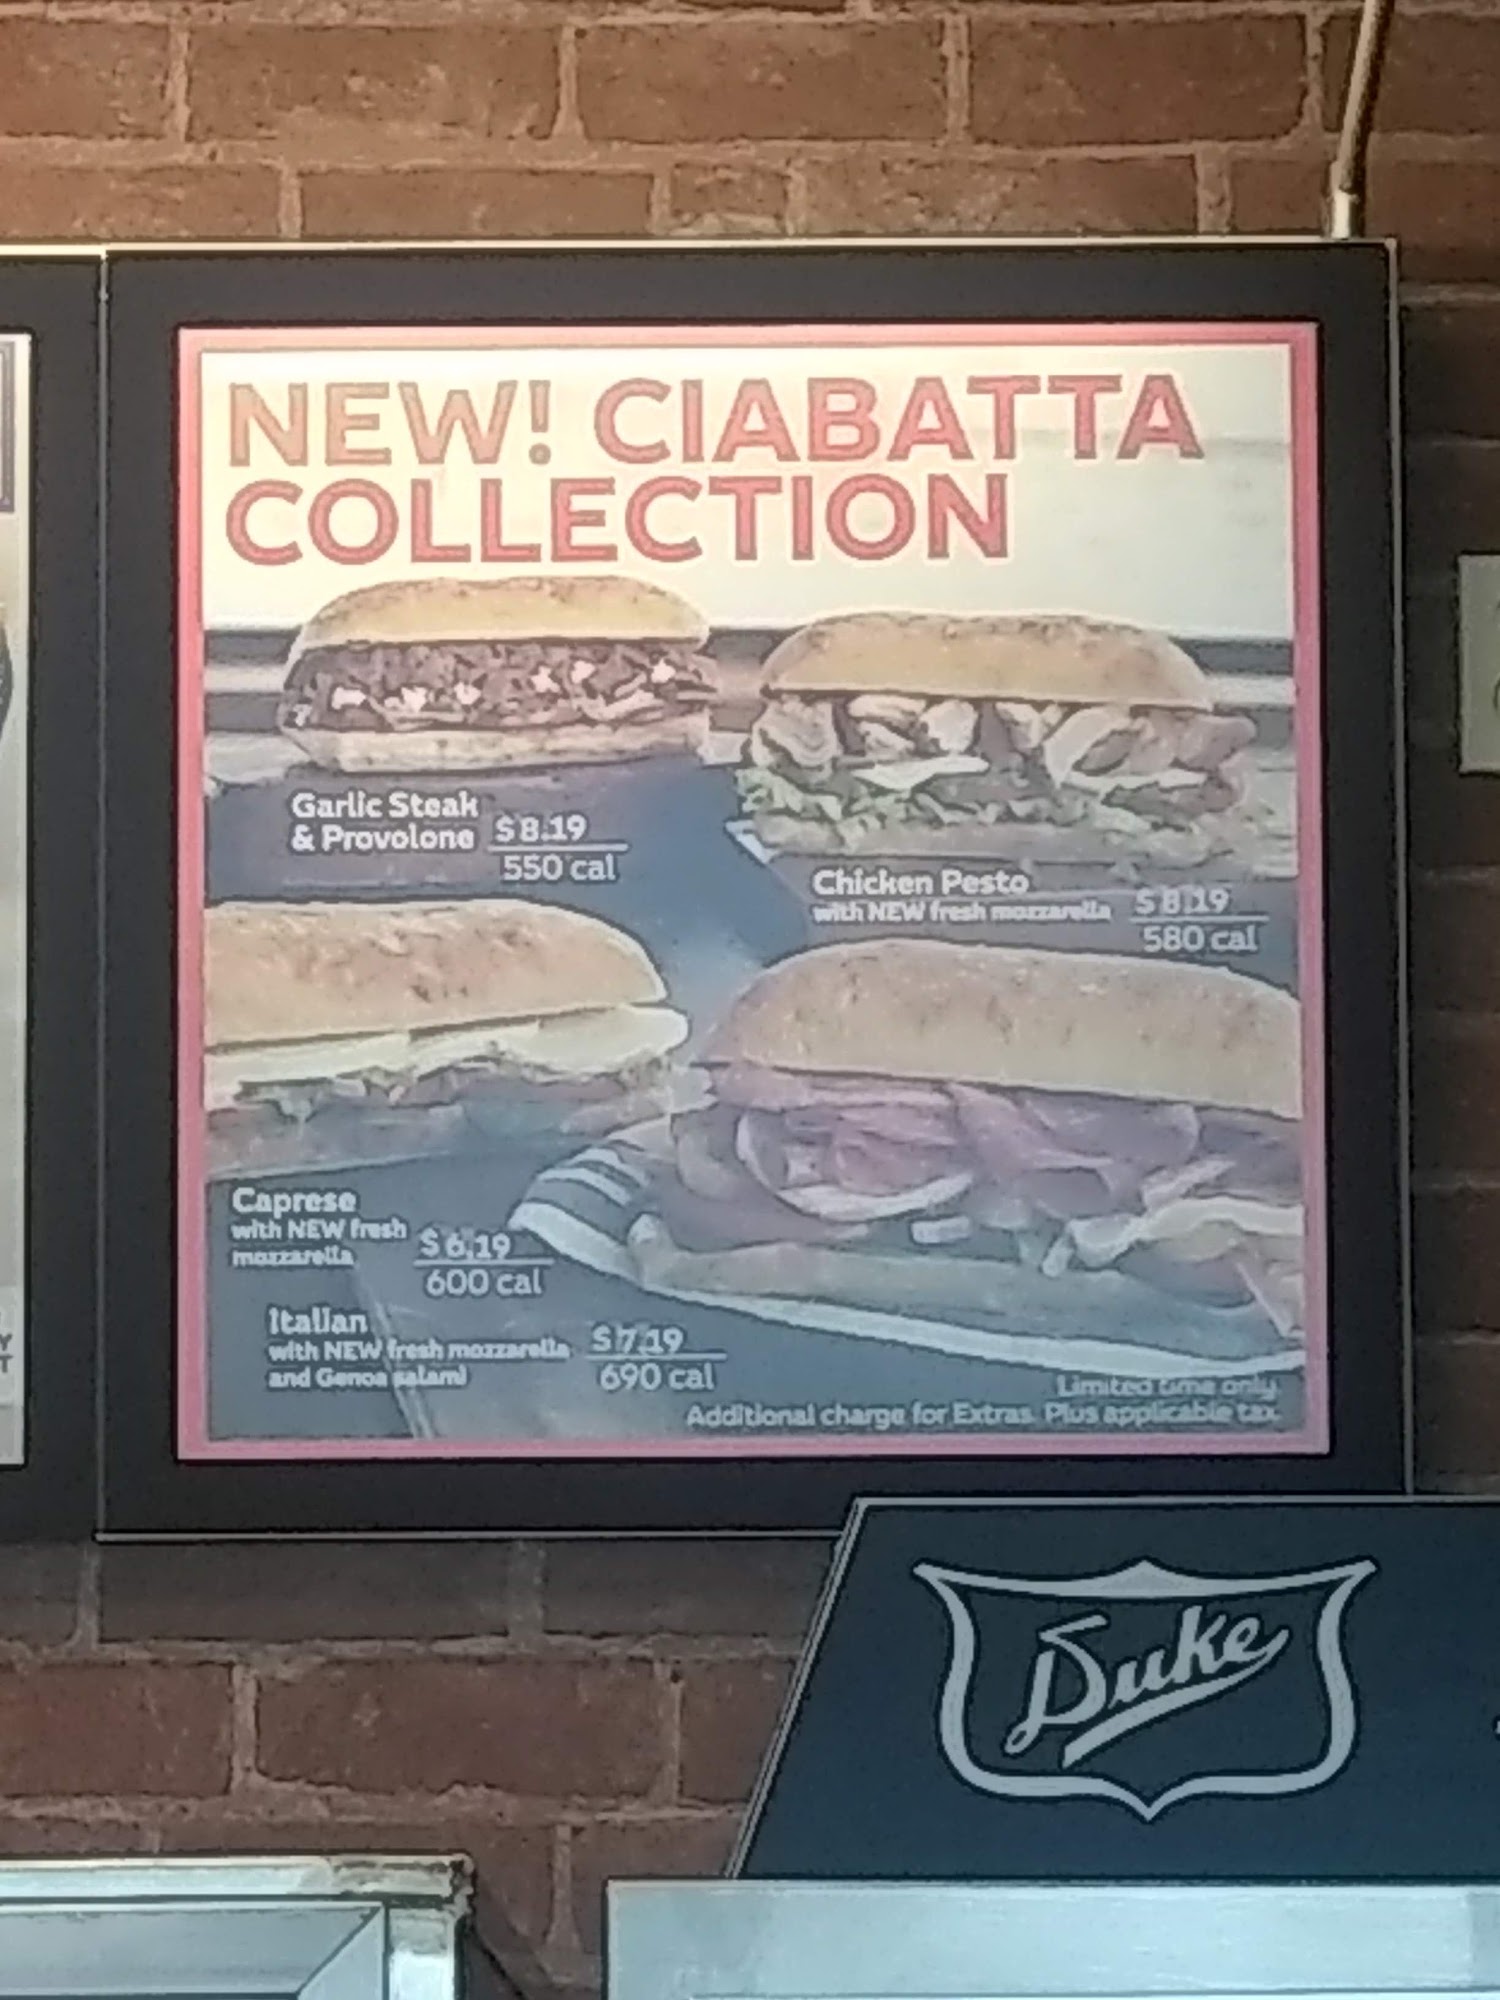 NEW! CIABATTA
COLLECTION
Garlic Steak
& Provolone $8.19
550 cal
Chicken Pesto
with NEW fresh mozzarella $8.19
580 cal
Caprese
with NEW fresh
mozzarella $6.19
600 cal
Italian
with NEW fresh mozzarella
and Genoa salami $7.19
690 cal
Limited time only.
Additional charge for Extras. Plus applicable tax.
Y
T
Duke